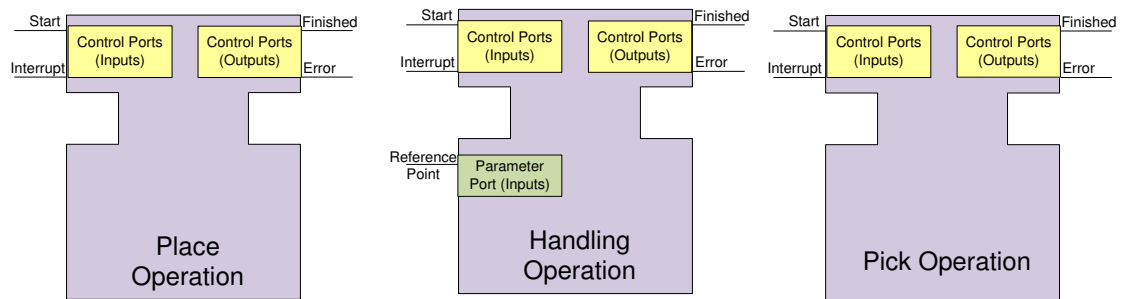 Start
Finished
Control Ports
(Inputs)
Control Ports
(Outputs)
Interrupt
Error
Place
Operation
Start
Finished
Control Ports
(Inputs)
Control Ports
(Outputs)
Interrupt
Error
Reference
Point
Parameter
Port (Inputs)
Handling
Operation
Start
Finished
Control Ports
(Inputs)
Control Ports
(Outputs)
Interrupt
Error
Pick Operation